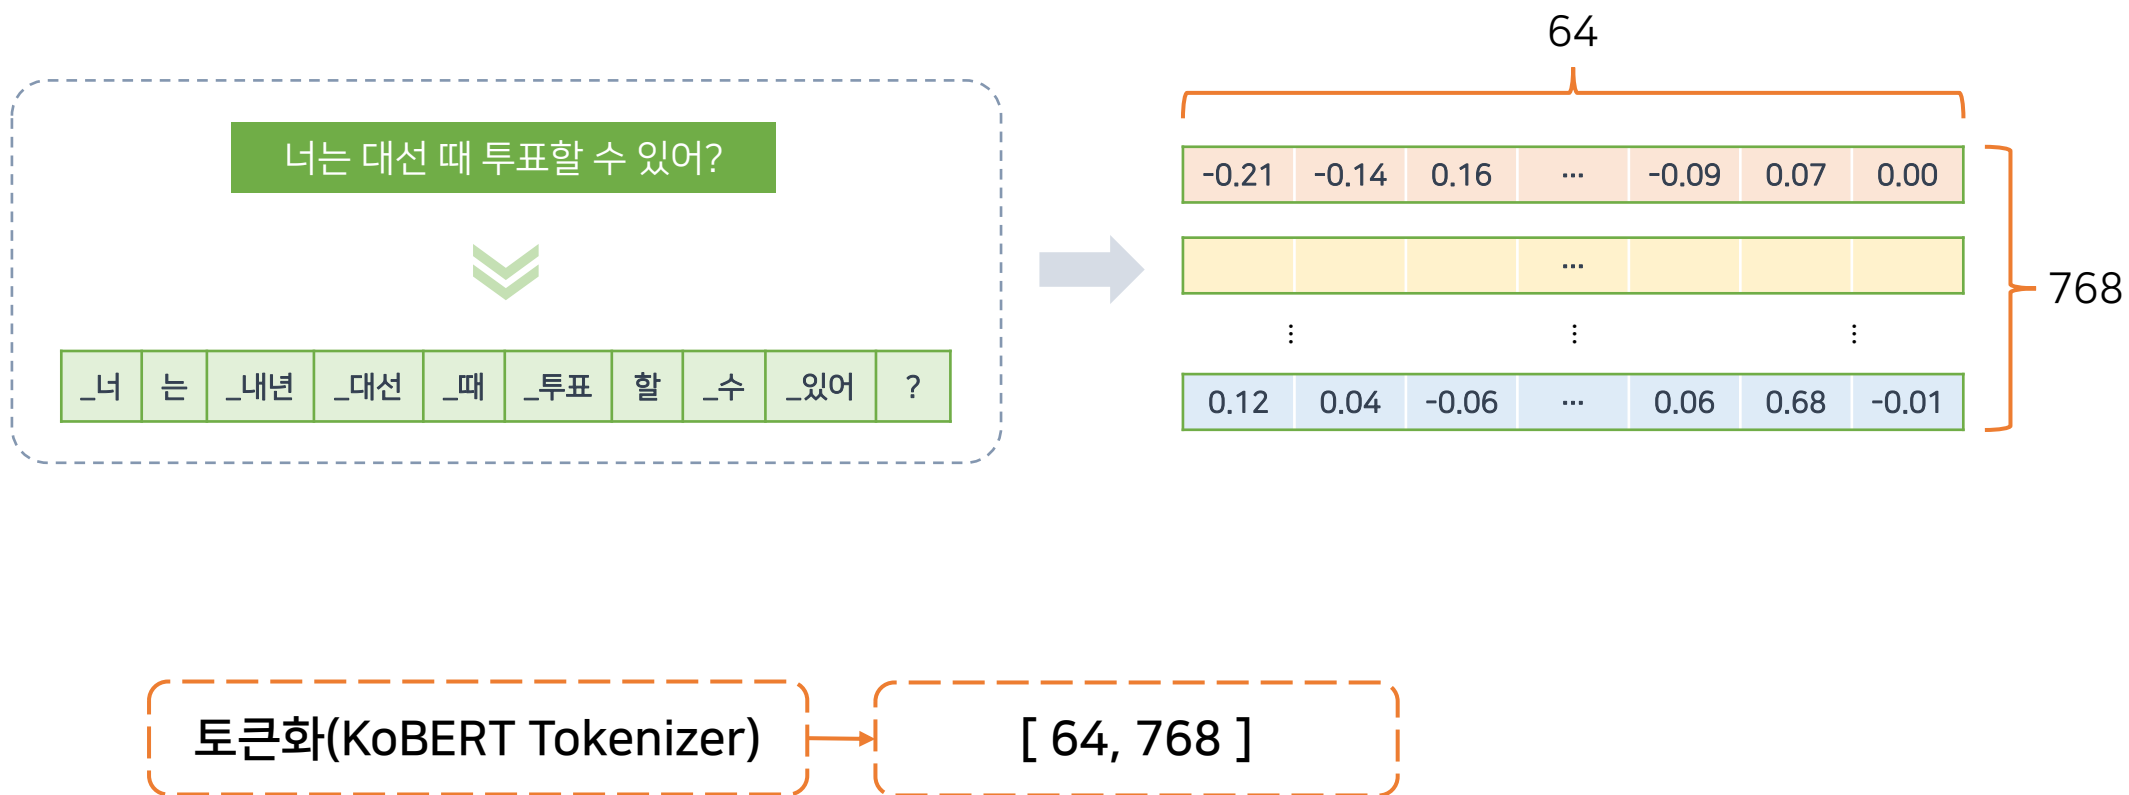 너는 대선 때 투표할 수 있어?
_너 는 _내년 _대선 _때 _투표 할 _수 _있어 ?
64
-0.21 -0.14 0.16 ... -0.09 0.07 0.00
...
768
⋮ ⋮ ⋮
0.12 0.04 -0.06 ... 0.06 0.68 -0.01
토큰화(KoBERT Tokenizer)
[ 64, 768 ]